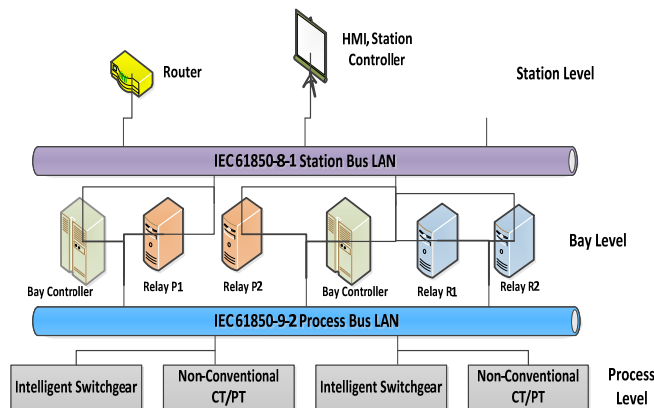 Router
HMI, Station
Controller
Station Level
IEC 61850-8-1 Station Bus LAN
Bay Controller
Relay P1
Relay P2
Bay Controller
Relay R1
Relay R2
Bay Level
IEC61850-9-2 Process Bus LAN
Intelligent Switchgear
Non-Conventional
CT/PT
Intelligent Switchgear
Non-Conventional
CT/PT
Process
Level